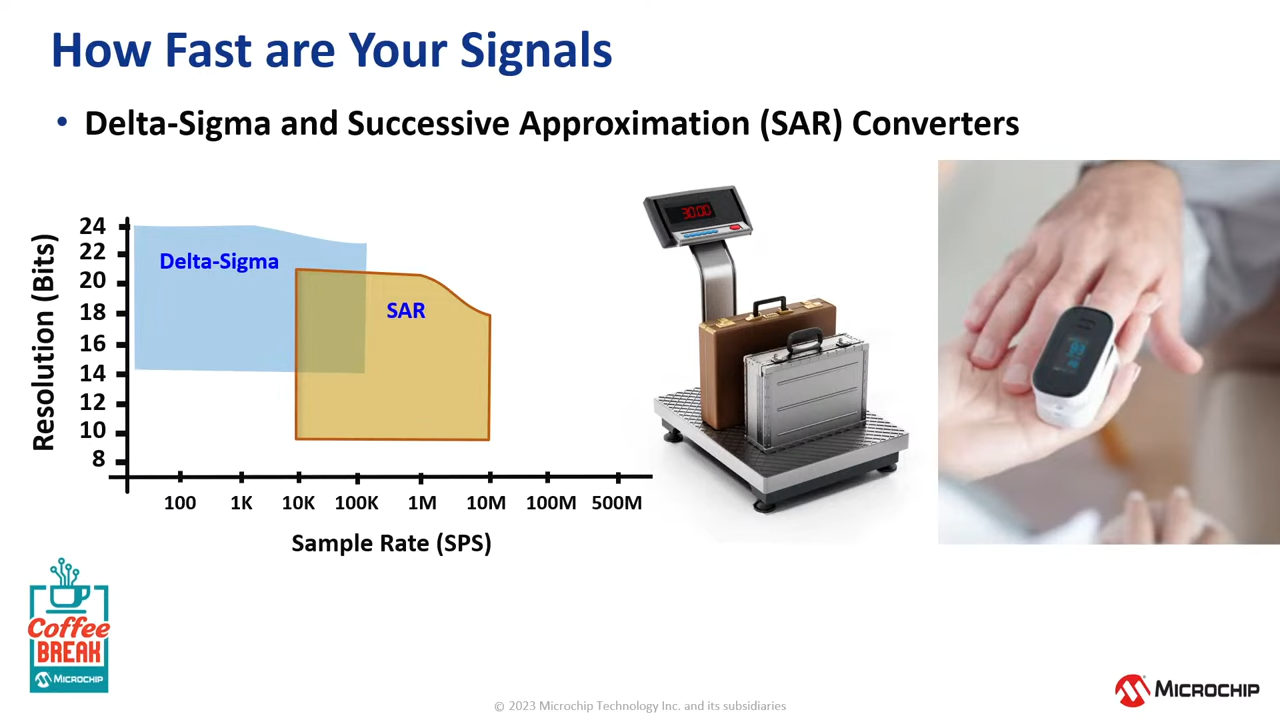 How Fast are Your Signals
• Delta-Sigma and Successive Approximation (SAR) Converters
Resolution (Bits)
24
22
20
18
16
14
12
10
8
Delta-Sigma
SAR
100 1K 10K 100K 1M 10M 100M 500M
Sample Rate (SPS)
30.00
Coffee
BREAK
MICROCHIP
© 2023 Microchip Technology Inc. and its subsidiaries
MICROCHIP